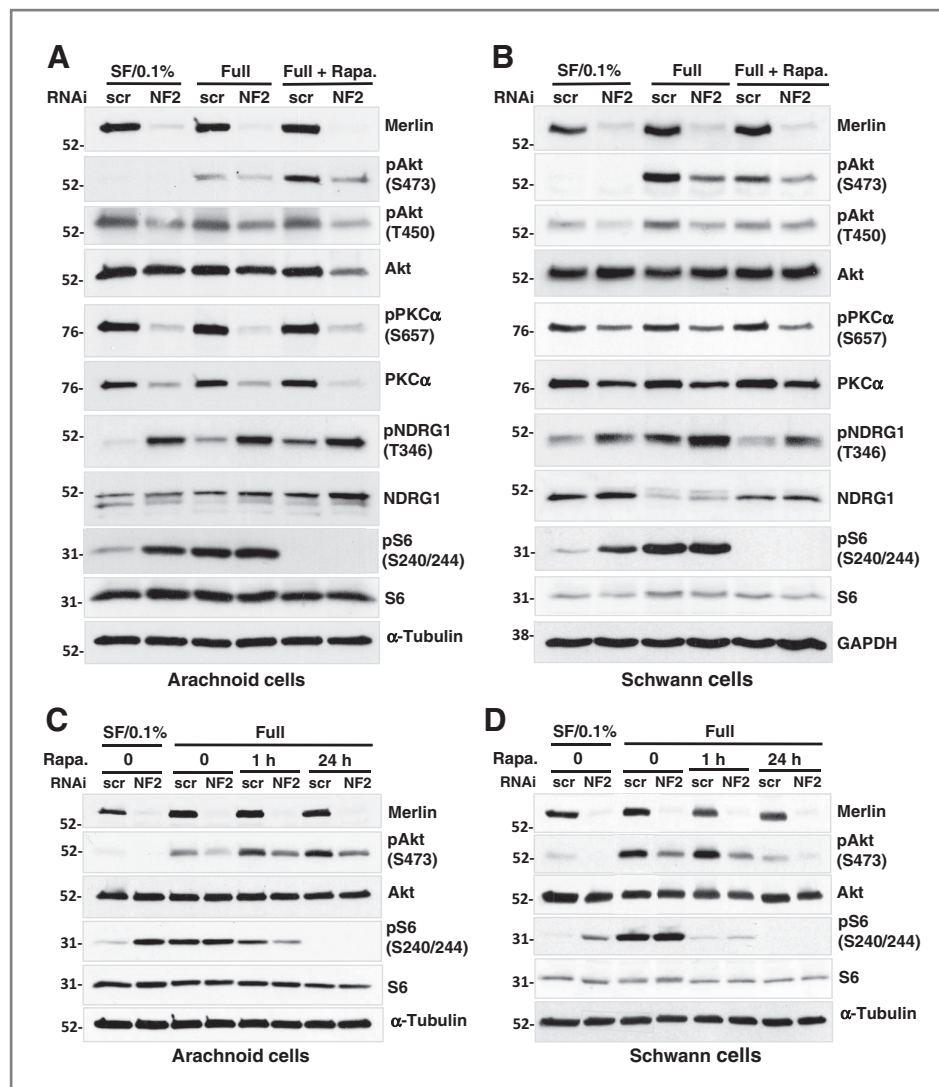 A
SF/0.1% Full Full + Rapa.
RNAi scr NF2 scr NF2 scr NF2
52- Merlin
52- pAkt
(S473)
52- pAkt
(T450)
52- Akt
76- pPKCα
(S657)
76- PKCα
52- pNDRG1
(T346)
52- NDRG1
31- pS6
(S240/244)
31- S6
52- α-Tubulin
Arachnoid cells
B
SF/0.1% Full Full + Rapa.
RNAi scr NF2 scr NF2 scr NF2
52- Merlin
52- pAkt
(S473)
52- pAkt
(T450)
52- Akt
76- pPKCα
(S657)
76- PKCα
52- pNDRG1
(T346)
52- NDRG1
31- pS6
(S240/244)
31- S6
38- GAPDH
Schwann cells
C
SF/0.1% Full
Rapa. 0 0 1 h 24 h
RNAi scr NF2 scr NF2 scr NF2 scr NF2
52- Merlin
52- pAkt
(S473)
52- Akt
31- pS6
(S240/244)
31- S6
52- α-Tubulin
Arachnoid cells
D
SF/0.1% Full
Rapa. 0 0 1 h 24 h
RNAi scr NF2 scr NF2 scr NF2 scr NF2
52- Merlin
52- pAkt
(S473)
52- Akt
31- pS6
(S240/244)
31- S6
52- α-Tubulin
Schwann cells